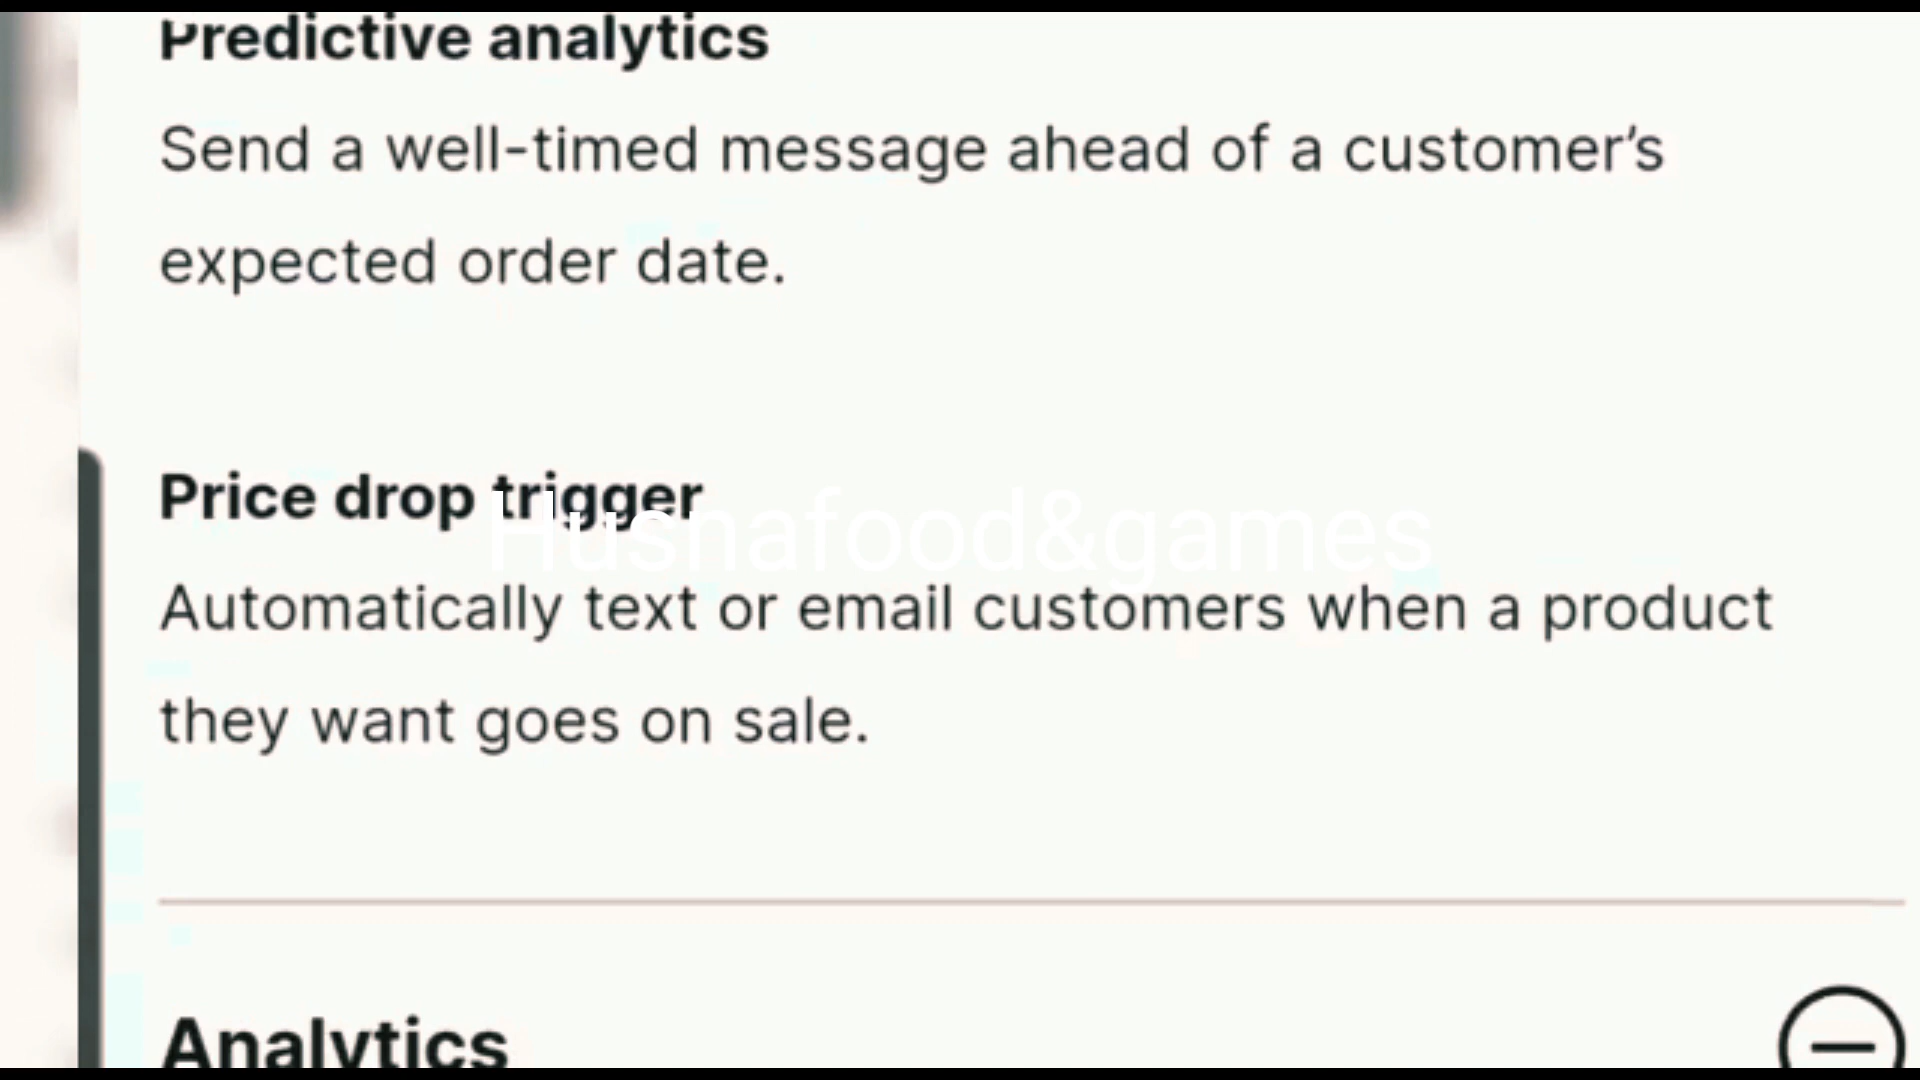 Predictive analytics
Send a well-timed message ahead of a customer’s
expected order date.
Price drop trigger
Husnafood&games
Automatically text or email customers when a product
they want goes on sale.
Analytics